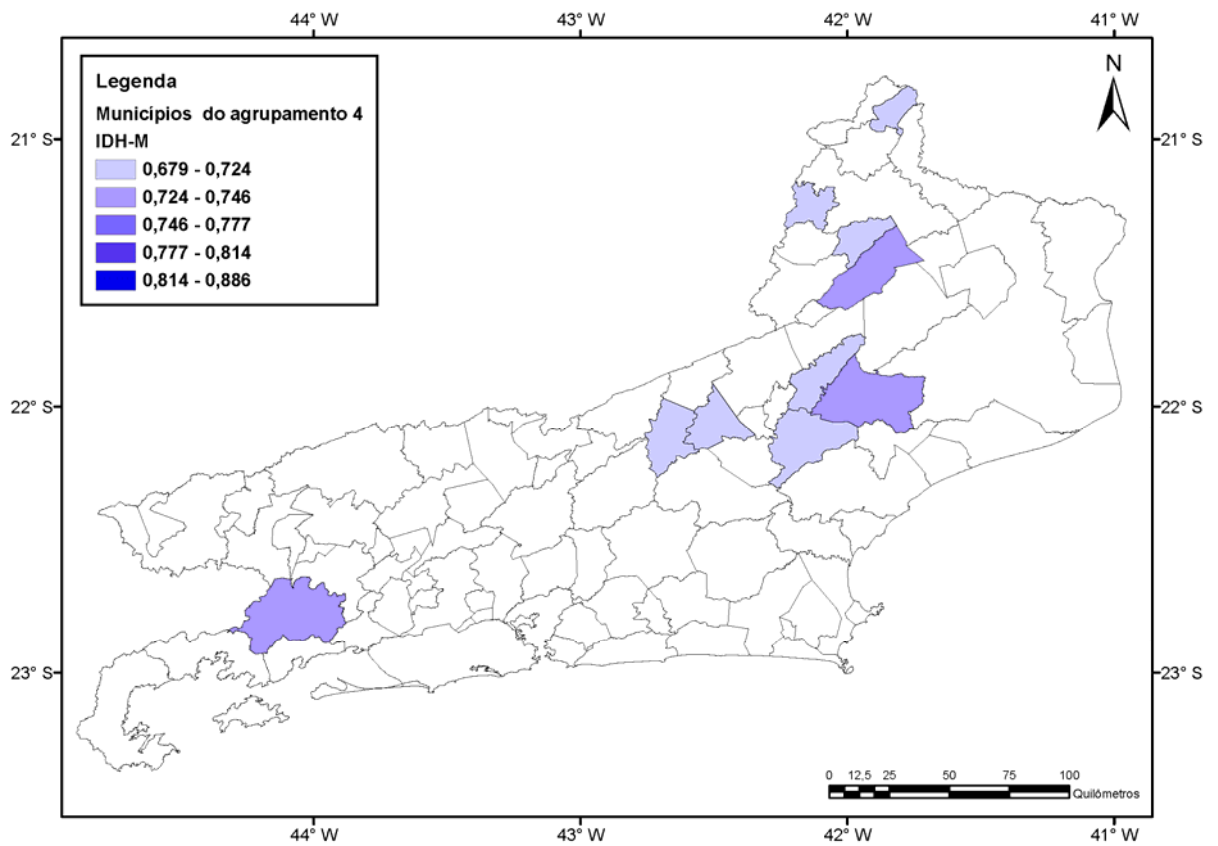 44° W 43° W 42° W 41° W
N
Legenda
Municípios do agrupamento 4
IDH-M
0,679 - 0,724
0,724 - 0,746
0,746 - 0,777
0,777 - 0,814
0,814 - 0,886
21° S 21° S
22° S 22° S
23° S 23° S
0 12,5 25 50 75 100
Quilômetros
44° W 43° W 42° W 41° W